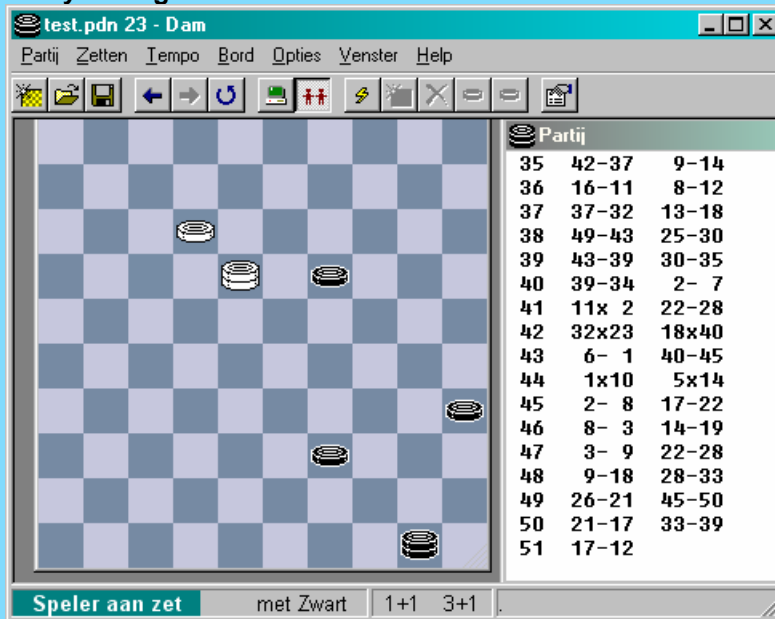 test.pdn 23 - Dam
Partij Zetten Tempo Bord Opties Venster Help
Partij
35 42-37 9-14
36 16-11 8-12
37 37-32 13-18
38 49-43 25-30
39 43-39 30-35
40 39-34 2- 7
41 11x 2 22-28
42 32x23 18x40
43 6- 1 40-45
44 1x10 5x14
45 2- 8 17-22
46 8- 3 14-19
47 3- 9 22-28
48 9-18 28-33
49 26-21 45-50
50 21-17 33-39
51 17-12
Speler aan zet met Zwart 1+1 3+1 .